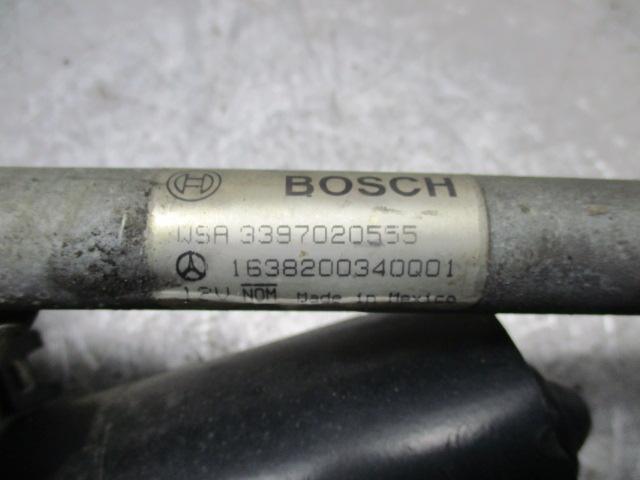 BOSCH
WSA 3397020555
1638200340Q01
12V NOM Made in Mexico